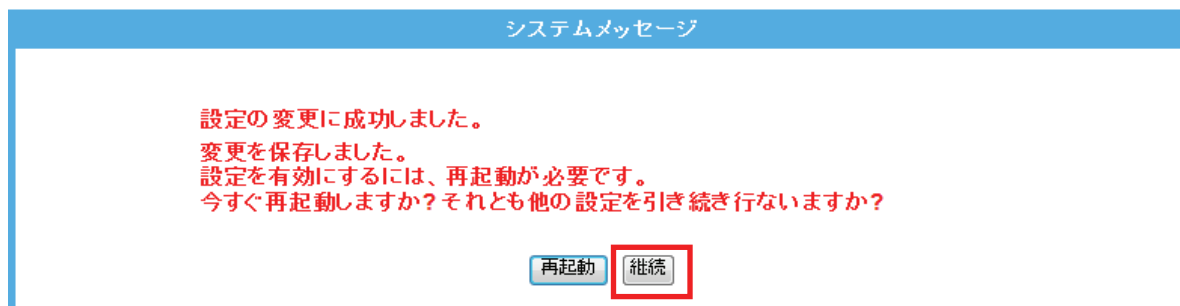 システムメッセージ
設定の変更に成功しました。
変更を保存しました。
設定を有効にするには、再起動が必要です。
今すぐ再起動しますか?それとも他の設定を引き続き行ないますか?
再起動 継続